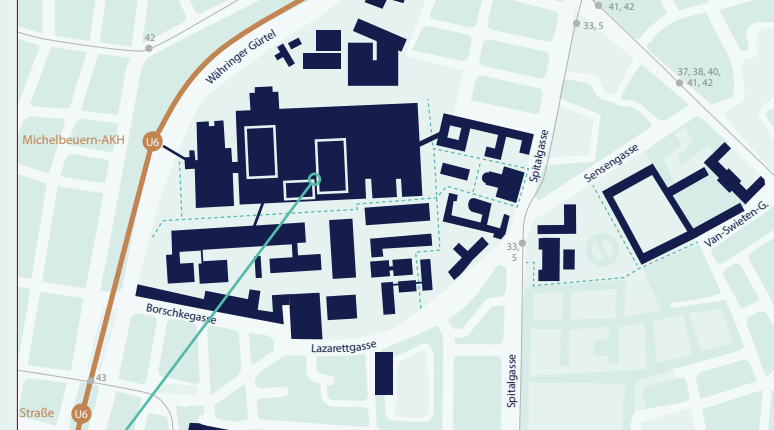 41, 42
33, 5
42
Währinger Gürtel
37, 38, 40,
41, 42
Michelbeuern-AKH
U6
Spitalgasse
Sensengasse
Van-Swieten-G.
33,
5
Borschkegasse
Lazarettgasse
43
Spitalgasse
Straße
U6